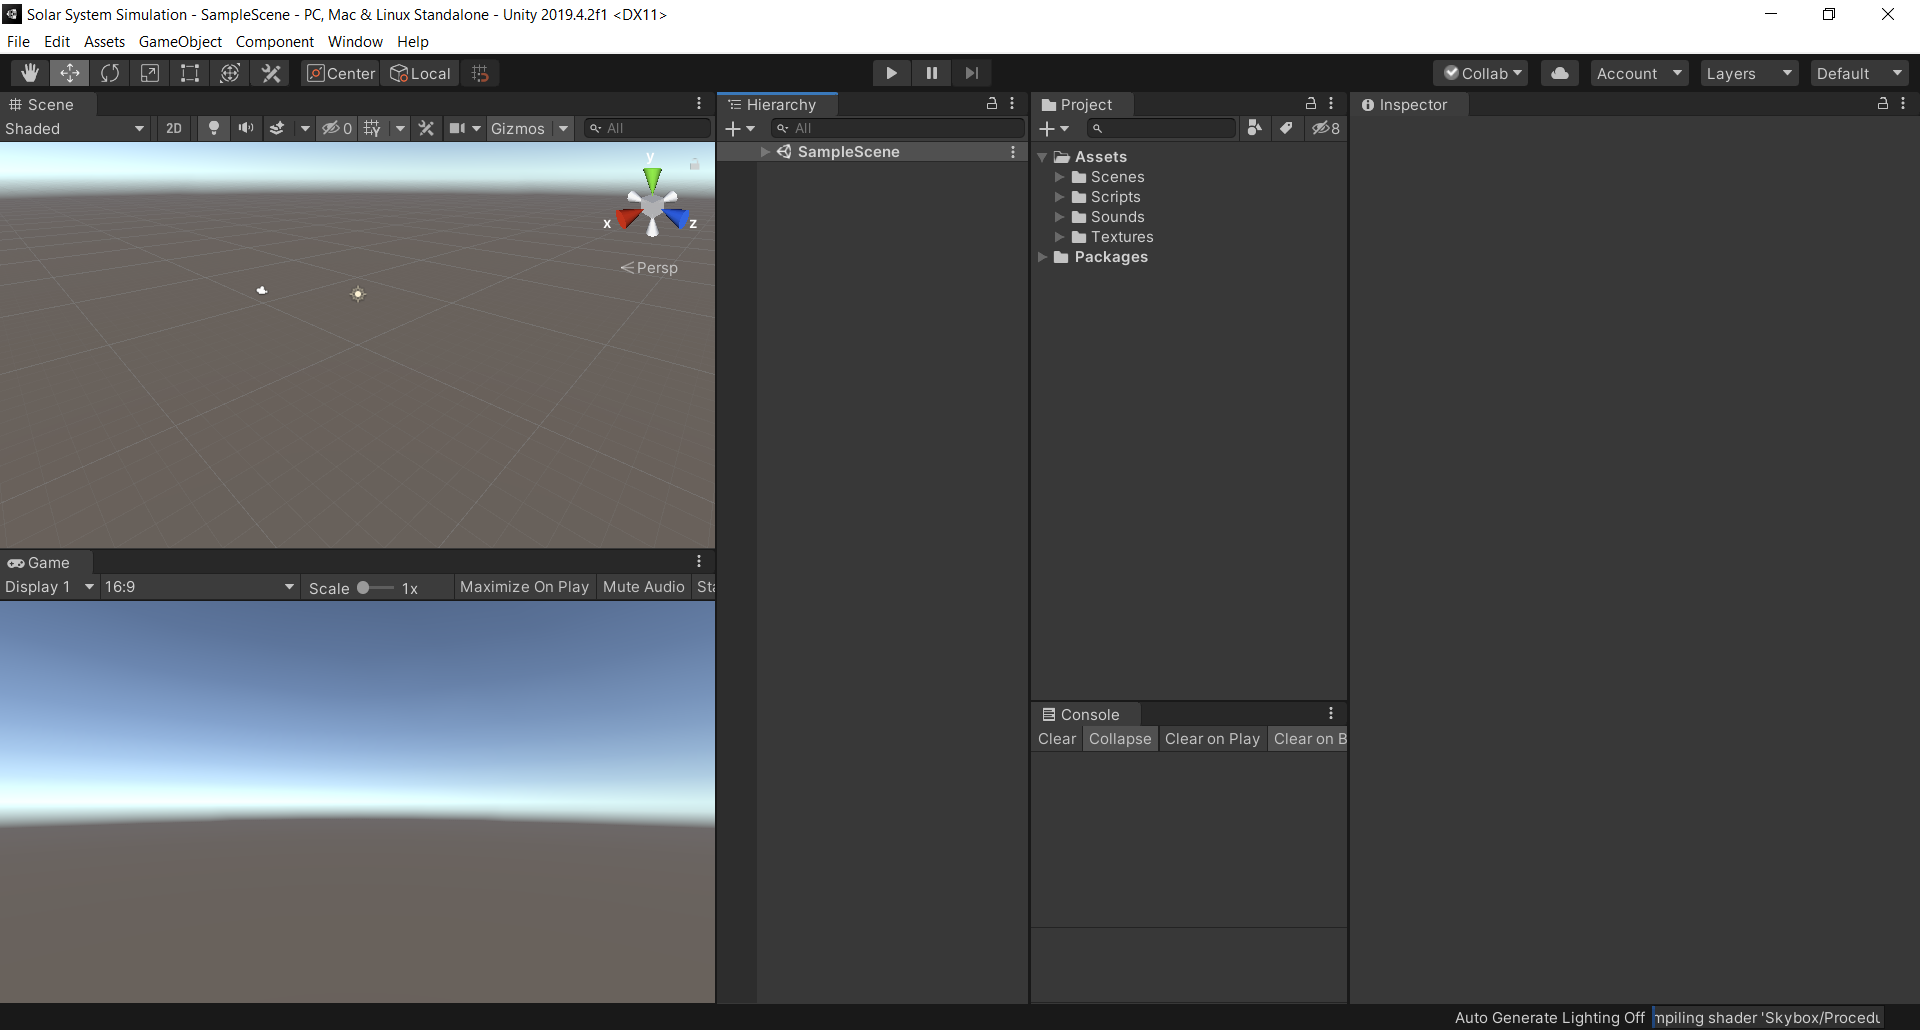 Solar System Simulation - SampleScene - PC, Mac & Linux Standalone - Unity 2019.4.2f1 <DX11>
File Edit Assets GameObject Component Window Help
Center Local Collab Account Layers Default
Scene
Shaded 2D 0 Gizmos All
y
x z
Persp
Game
Display 1 16:9 Scale 1x Maximize On Play Mute Audio Sta
Hierarchy
All
SampleScene
Project
8
Assets
Scenes
Scripts
Sounds
Textures
Packages
Console
Clear Collapse Clear on Play Clear on B
Inspector
Auto Generate Lighting Off mpiling shader 'Skybox/Procedu